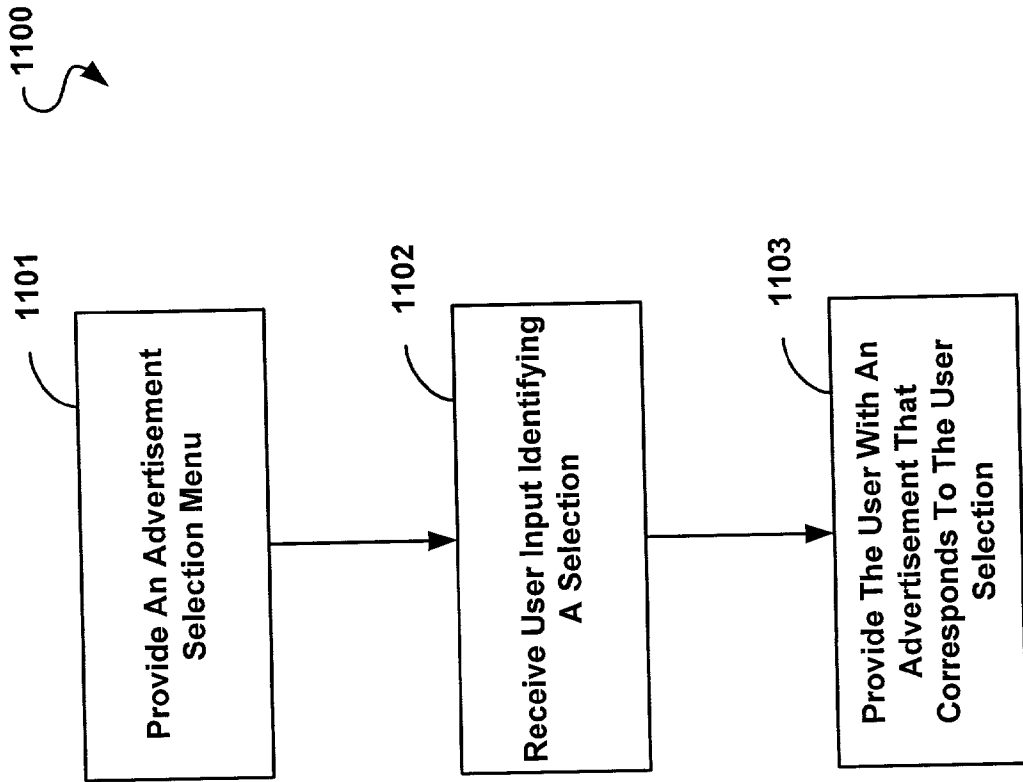 1100
1101
Provide An Advertisement
Selection Menu
1102
Receive User Input Identifying
A Selection
1103
Provide The User With An
Advertisement That
Corresponds To The User
Selection